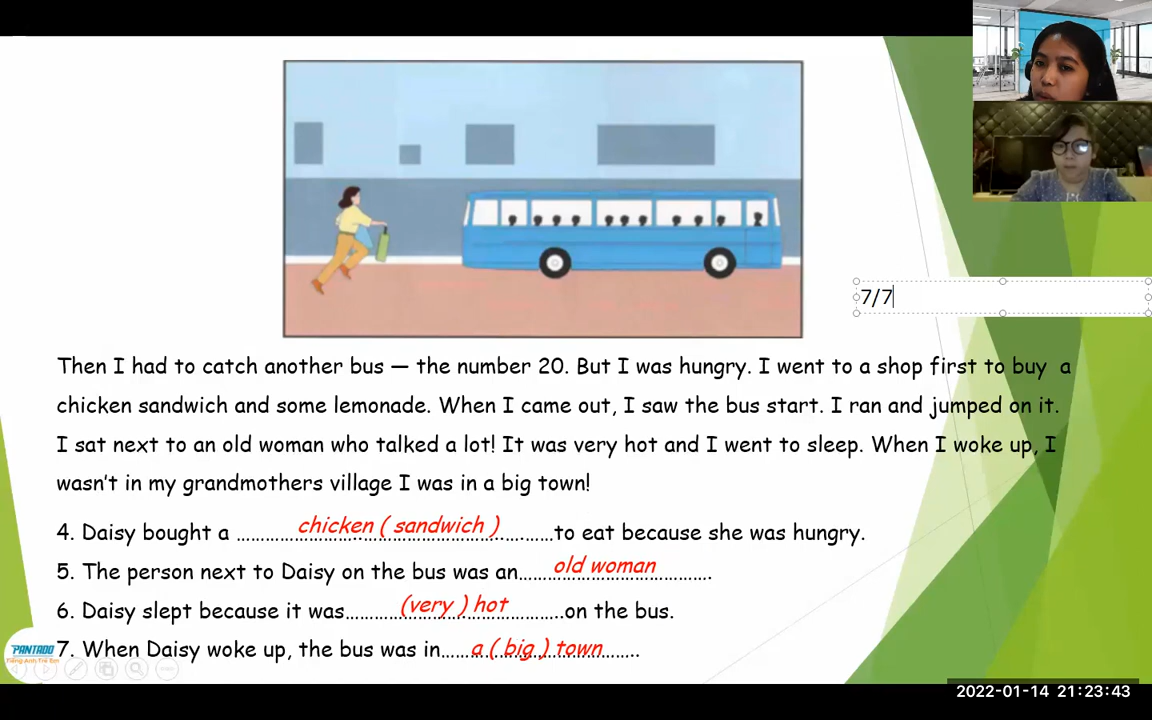 7/7
Then I had to catch another bus — the number 20. But I was hungry. I went to a shop first to buy a
chicken sandwich and some lemonade. When I came out, I saw the bus start. I ran and jumped on it.
I sat next to an old woman who talked a lot! It was very hot and I went to sleep. When I woke up, I
wasn't in my grandmothers village I was in a big town!
4. Daisy bought a ……………chicken ( sandwich )……………to eat because she was hungry.
5. The person next to Daisy on the bus was an……old woman…….
6. Daisy slept because it was………(very ) hot………..on the bus.
7. When Daisy woke up, the bus was in……a ( big ) town……..
PANTADO
Tiếng Anh Trẻ Em
2022-01-14 21:23:43